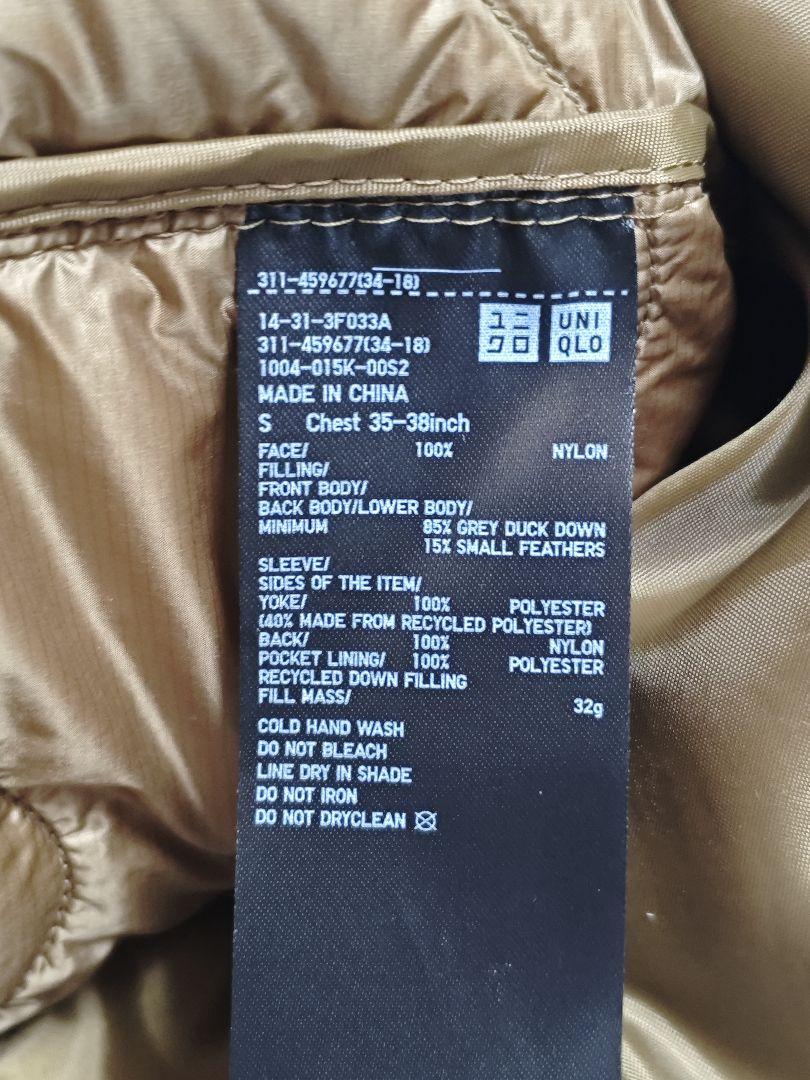 311-459677(34-18)
14-31-3F033A
311-459677(34-18)
1004-015K-00S2
ユニ
クロ
UNI
QLO
MADE IN CHINA
S Chest 35-38inch
FACE/ 100% NYLON
FILLING/
FRONT BODY/
BACK BODY/LOWER BODY/
MINIMUM 85% GREY DUCK DOWN
15% SMALL FEATHERS
SLEEVE/
SIDES OF THE ITEM/
YOKE/ 100% POLYESTER
(40% MADE FROM RECYCLED POLYESTER)
BACK/ 100% NYLON
POCKET LINING/ 100% POLYESTER
RECYCLED DOWN FILLING
FILL MASS/ 32g
COLD HAND WASH
DO NOT BLEACH
LINE DRY IN SHADE
DO NOT IRON
DO NOT DRYCLEAN